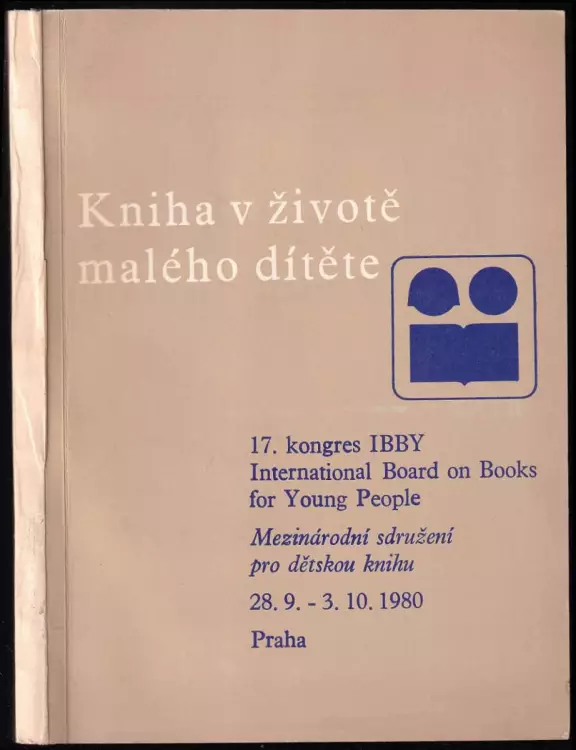 Kniha v životě
malého dítěte
17. kongres IBBY
International Board on Books
for Young People
Mezinárodní sdružení
pro dětskou knihu
28. 9. - 3. 10. 1980
Praha